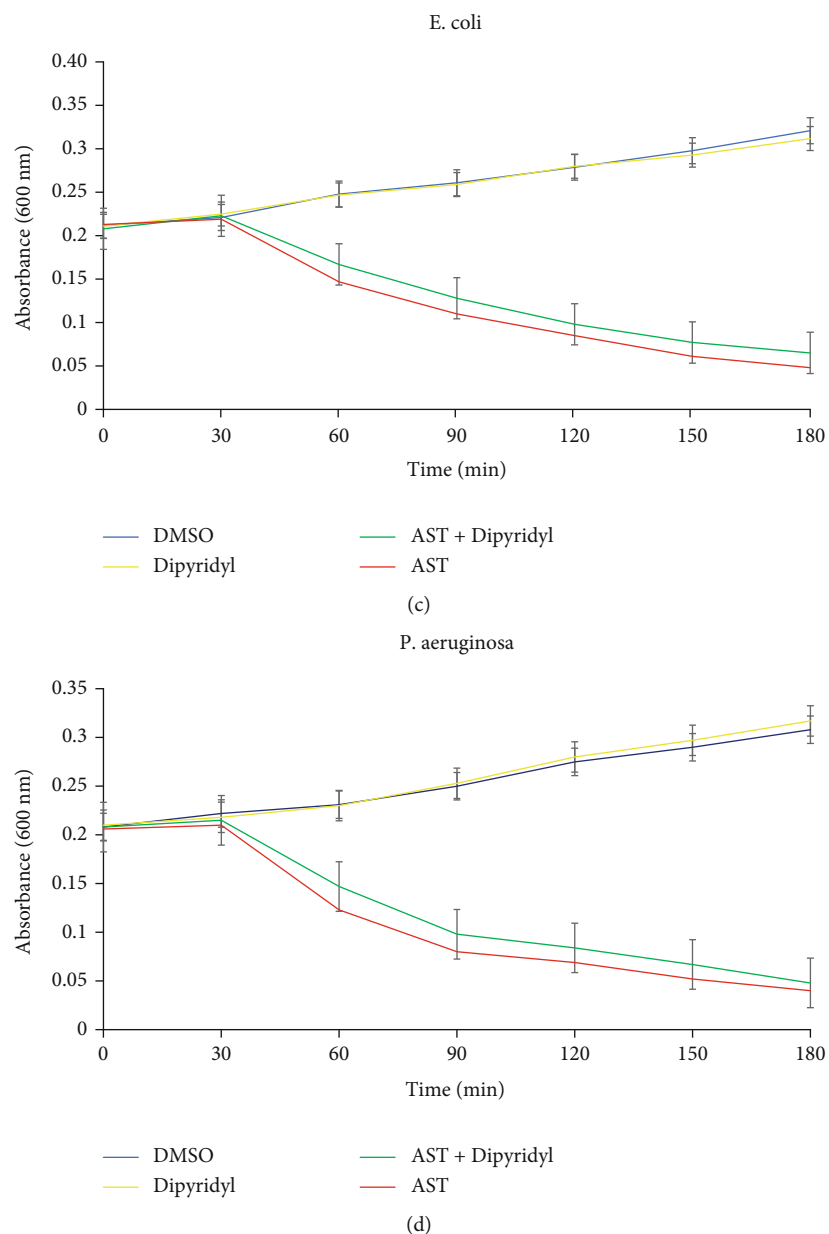 E. coli
0.40
0.35
0.30
0.25
0.2
0.15
0.1
0.05
0
Absorbance (600 nm)
0 30 60 90 120 150 180
Time (min)
DMSO AST + Dipyridyl
Dipyridyl AST
(c)
P. aeruginosa
0.35
0.3
0.25
0.2
0.15
0.1
0.05
0
Absorbance (600 nm)
0 30 60 90 120 150 180
Time (min)
DMSO AST + Dipyridyl
Dipyridyl AST
(d)